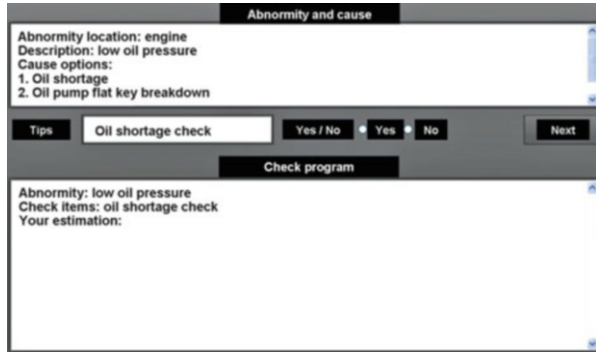 Abnormity and cause
Abnormity location: engine
Description: low oil pressure
Cause options:
1. Oil shortage
2. Oil pump flat key breakdown
Tips Oil shortage check Yes / No Yes No Next
Check program
Abnormity: low oil pressure
Check items: oil shortage check
Your estimation: